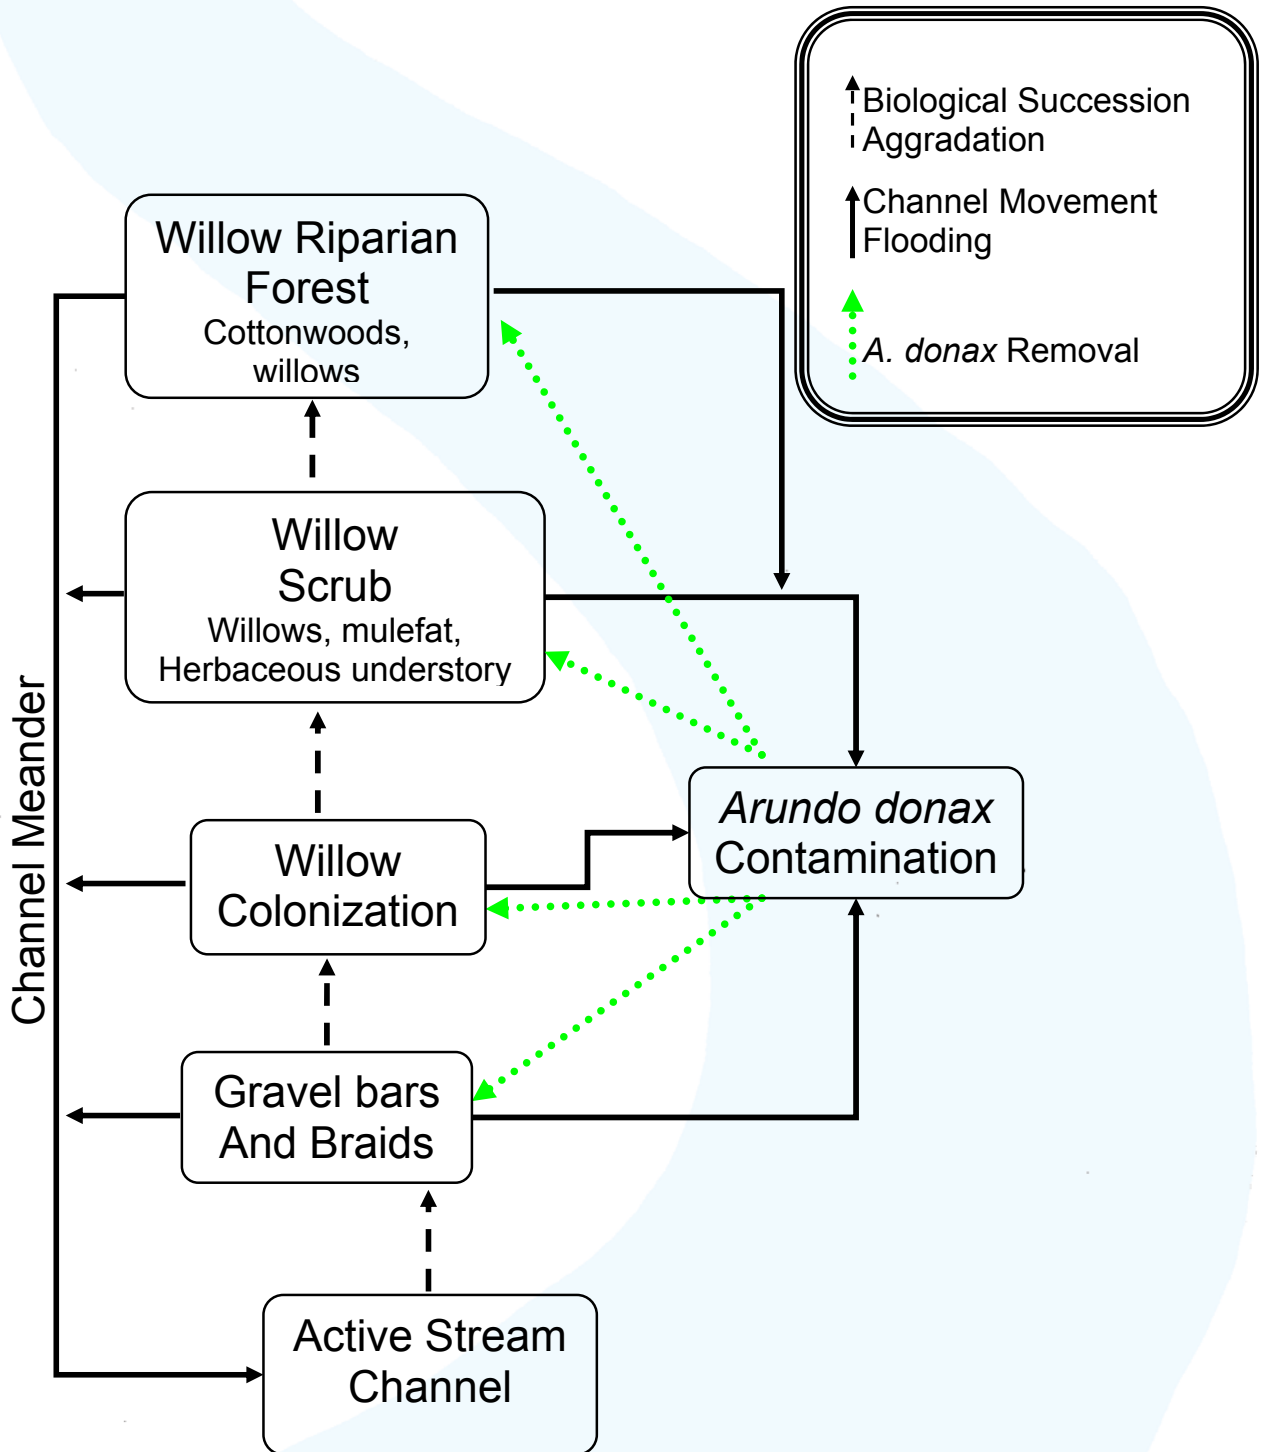 Biological Succession
Aggradation
Channel Movement
Flooding
A. donax Removal
Willow Riparian
Forest
Cottonwoods,
willows
Willow
Scrub
Willows, mulefat,
Herbaceous understory
Channel Meander
Arundo donax
Contamination
Willow
Colonization
Gravel bars
And Braids
Active Stream
Channel